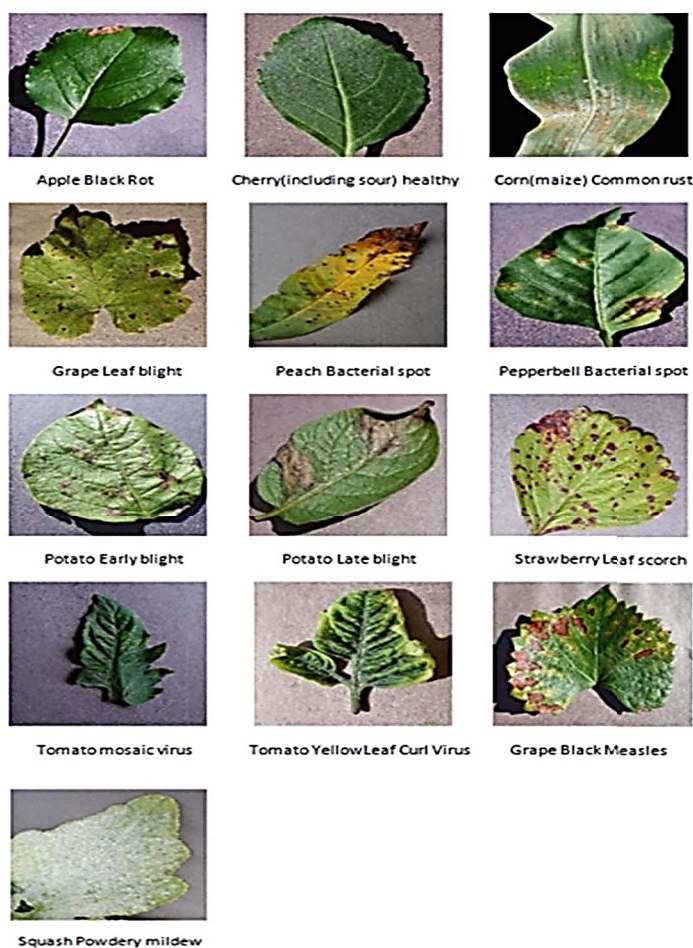 Apple Black Rot
Cherry(including sour) healthy
Corn(maize) Common rust
Grape Leaf blight
Peach Bacterial spot
Pepperbell Bacterial spot
Potato Early blight
Potato Late blight
Strawberry Leaf scorch
Tomato mosaic virus
Tomato Yellow Leaf Curl Virus
Grape Black Measles
Squash Powdery mildew